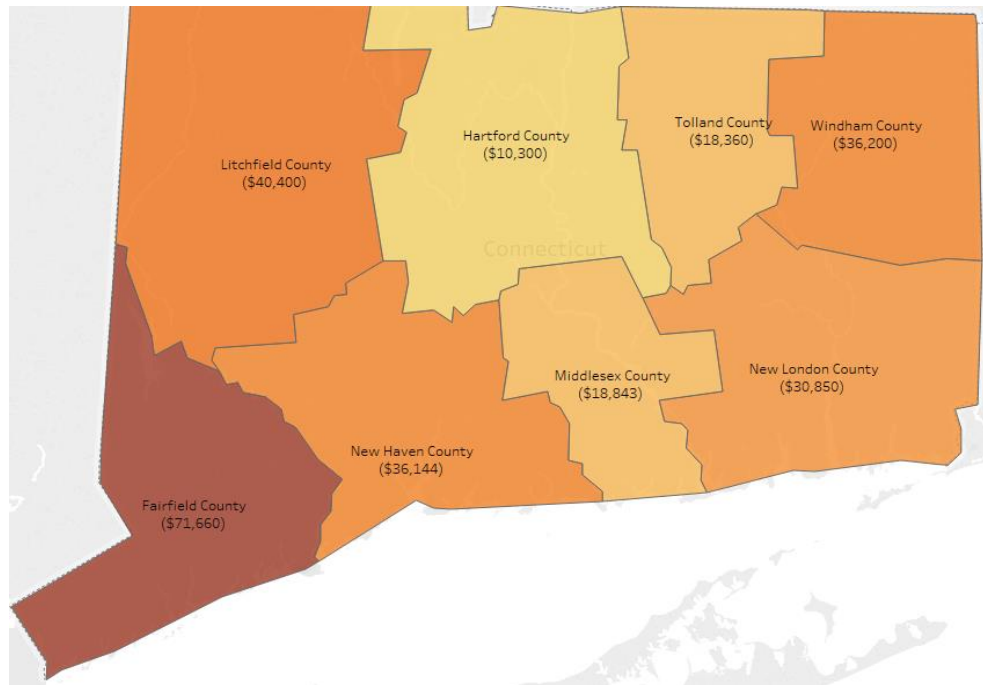 Hartford County
($10,300)
Tolland County
($18,360)
Windham County
($36,200)
Litchfield County
($40,400)
Connecticut
Middlesex County
($18,843)
New London County
($30,850)
New Haven County
($36,144)
Fairfield County
($71,660)